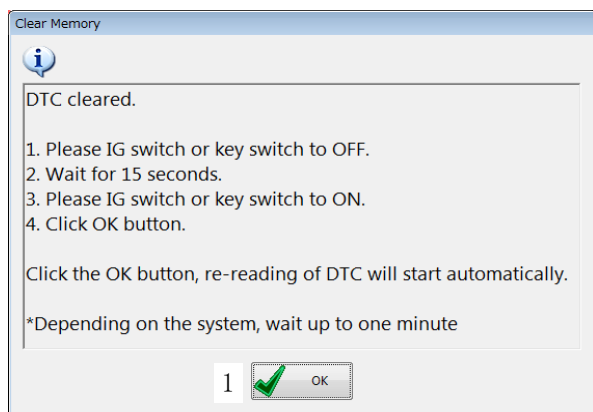 Clear Memory
DTC cleared.
1. Please IG switch or key switch to OFF.
2. Wait for 15 seconds.
3. Please IG switch or key switch to ON.
4. Click OK button.
Click the OK button, re-reading of DTC will start automatically.
*Depending on the system, wait up to one minute
1 OK